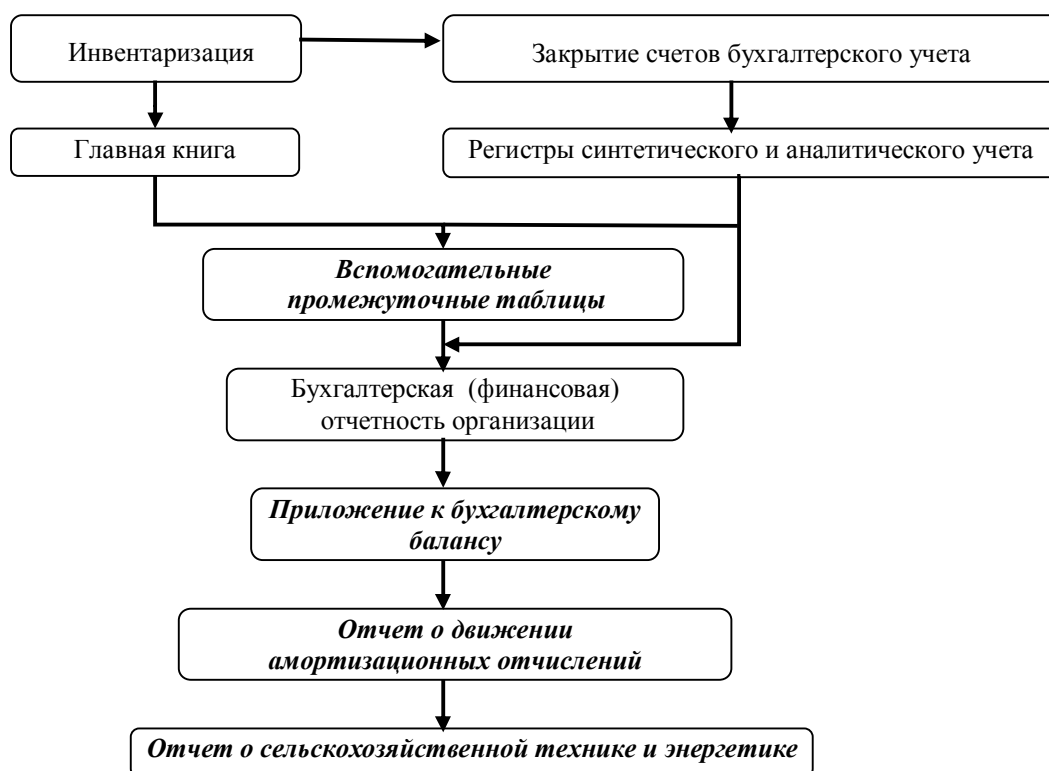 Инвентаризация
Закрытие счетов бухгалтерского учета
Главная книга
Регистры синтетического и аналитического учета
Вспомогательные
промежуточные таблицы
Бухгалтерская (финансовая)
отчетность организации
Приложение к бухгалтерскому
балансу
Отчет о движении
амортизационных отчислений
Отчет о сельскохозяйственной технике и энергетике